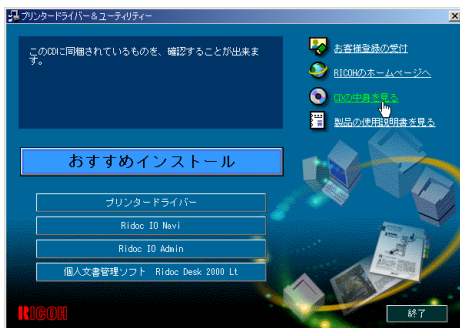 プリンタードライバー＆ユーティリティー
このCDに同梱されているものを、確認することが出来ま
す。
お客様登録の受付
RICOHのホームページへ
CDの中身を見る
製品の使用説明書を見る
おすすめインストール
プリンタードライバー
Ridoc IO Navi
Ridoc IO Admin
個人文書管理ソフト Ridoc Desk 2000 Lt
RICOH
終了